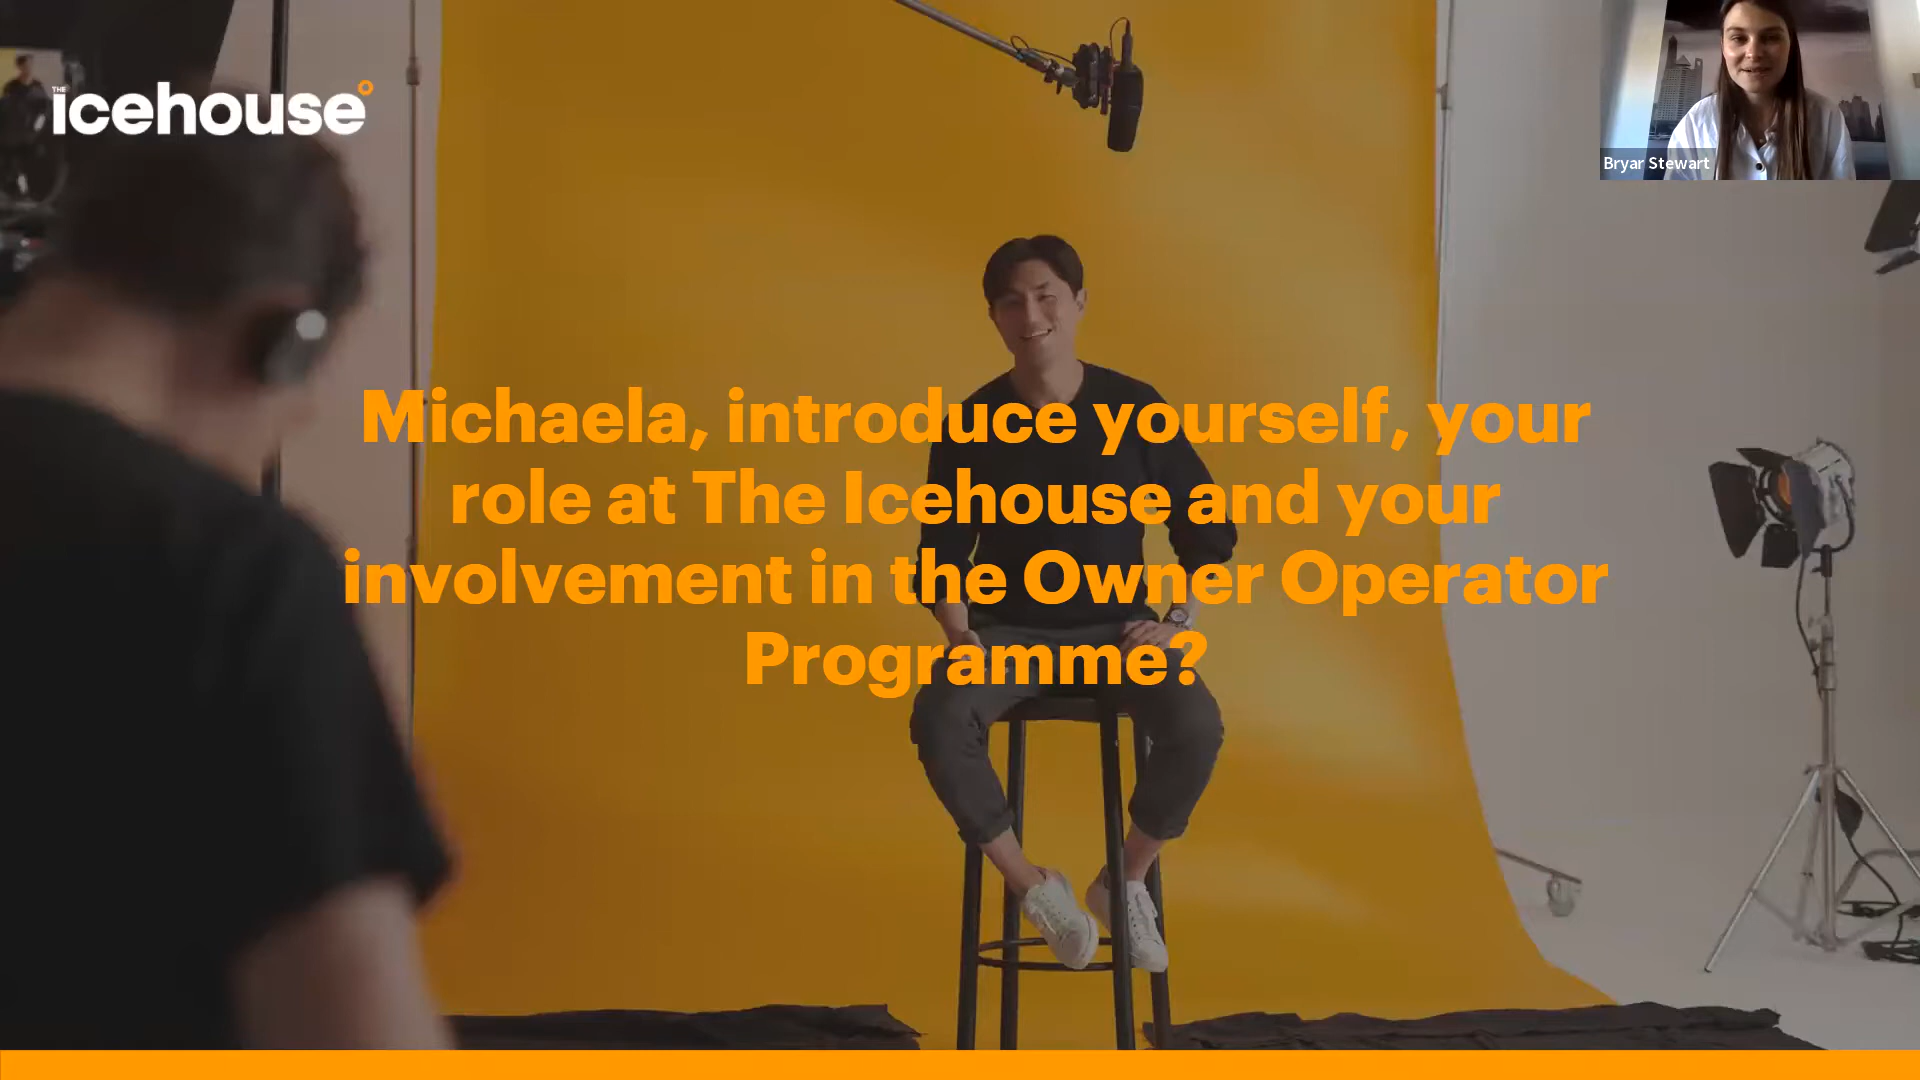 THE
icehouse
Bryar Stewart
Michaela, introduce yourself, your
role at The Icehouse and your
involvement in the Owner Operator
Programme?